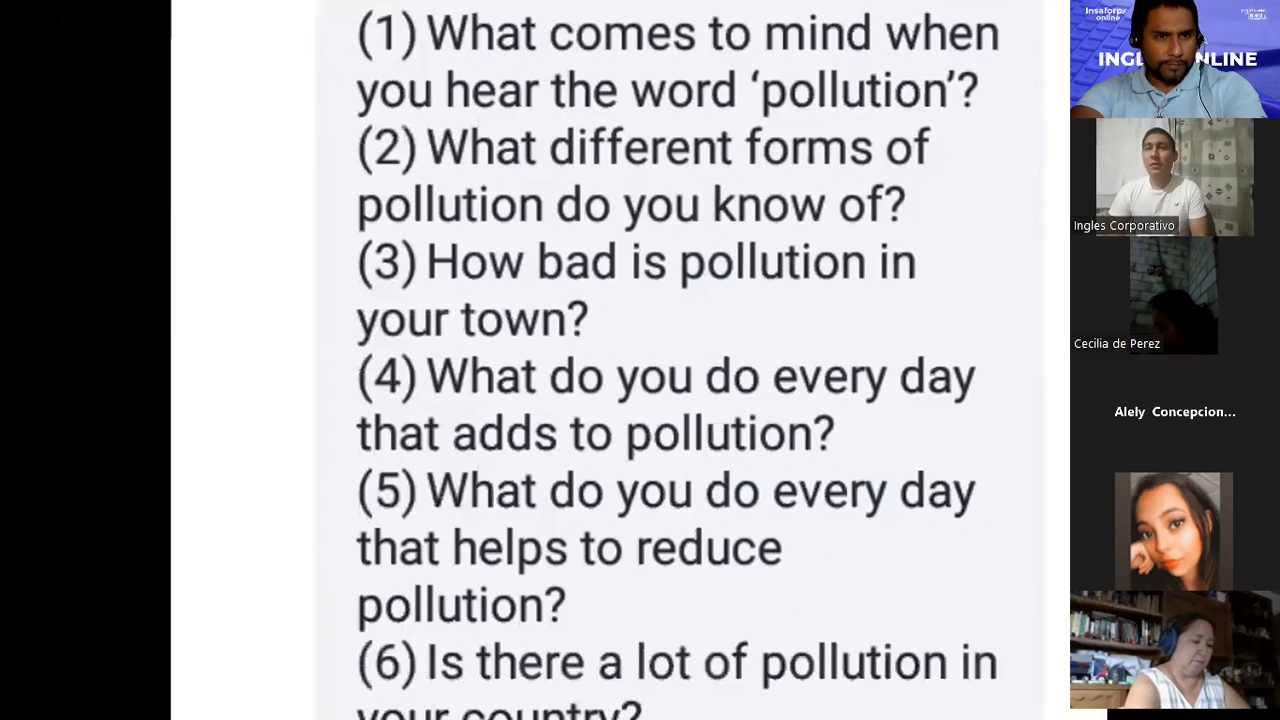 (1) What comes to mind when
you hear the word ‘pollution’?
(2) What different forms of
pollution do you know of?
(3) How bad is pollution in
your town?
(4) What do you do every day
that adds to pollution?
(5) What do you do every day
that helps to reduce
pollution?
(6) Is there a lot of pollution in
your country?
Insaforp
online
Ingles Corporativo
Cecilia de Perez
Alely Concepcion...